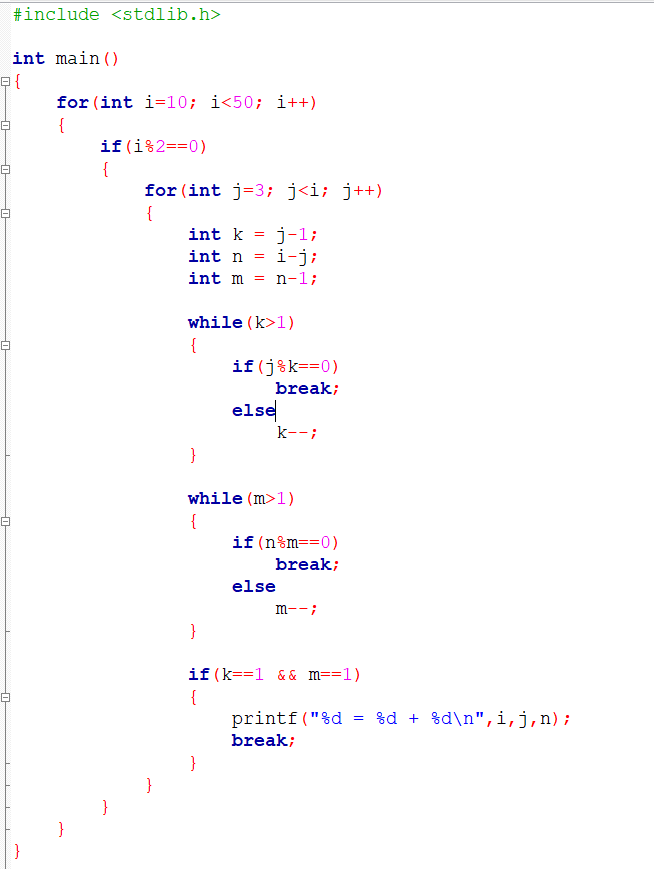 #include <stdlib.h>
int main()
{
for(int i=10; i<50; i++)
{
if(i%2==0)
{
for(int j=3; j<i; j++)
{
int k = j-1;
int n = i-j;
int m = n-1;
while(k>1)
{
if(j%k==0)
break;
else
k--;
}
while(m>1)
{
if(n%m==0)
break;
else
m--;
}
if(k==1 && m==1)
{
printf("%d = %d + %d\n",i,j,n);
break;
}
}
}
}
}